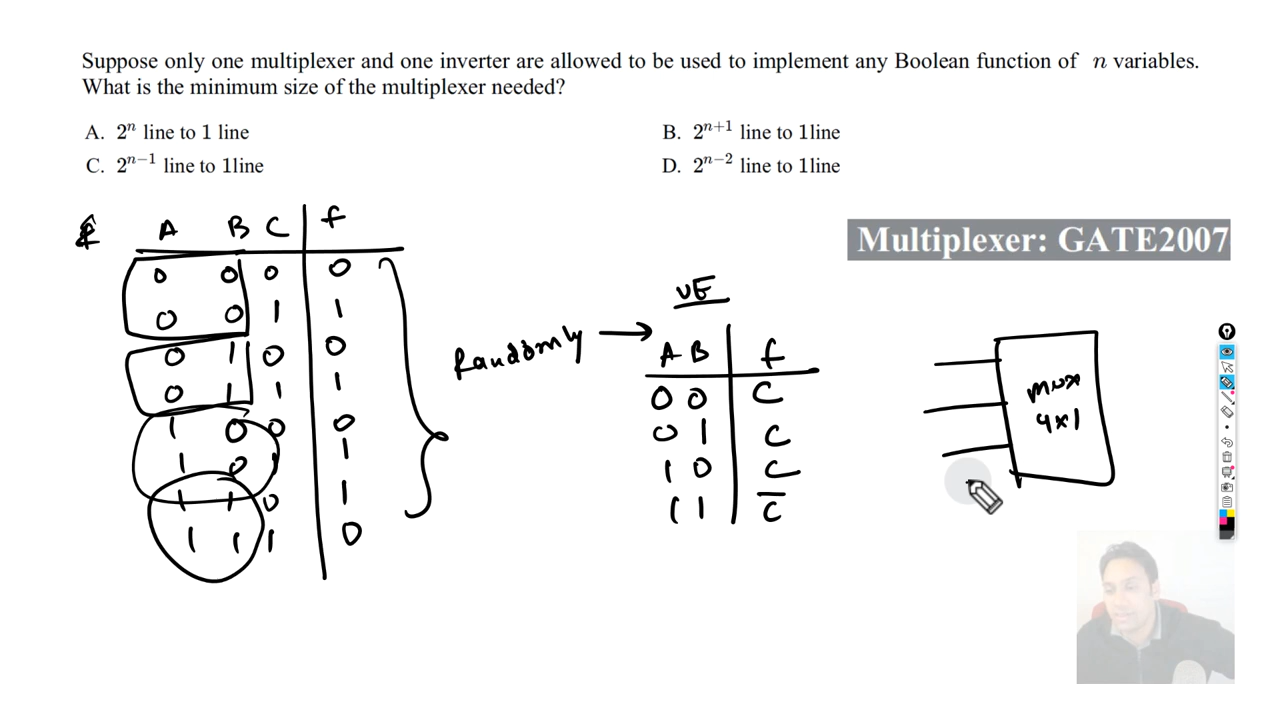 Suppose only one multiplexer and one inverter are allowed to be used to implement any Boolean function of n variables.
What is the minimum size of the multiplexer needed?
A. 2ⁿ line to 1 line
B. 2ⁿ⁺¹ line to 1line
C. 2ⁿ⁻¹ line to 1line
D. 2ⁿ⁻² line to 1line
Multiplexer: GATE2007
A B C f
0 0 0 0
0 0 1 1
0 1 0 0
0 1 1 1
1 0 0 0
1 0 1 1
1 1 0 1
1 1 1 0
Randomly
VE
A B f
0 0 C
0 1 C
1 0 C
1 1 C̅
MUX
4x1